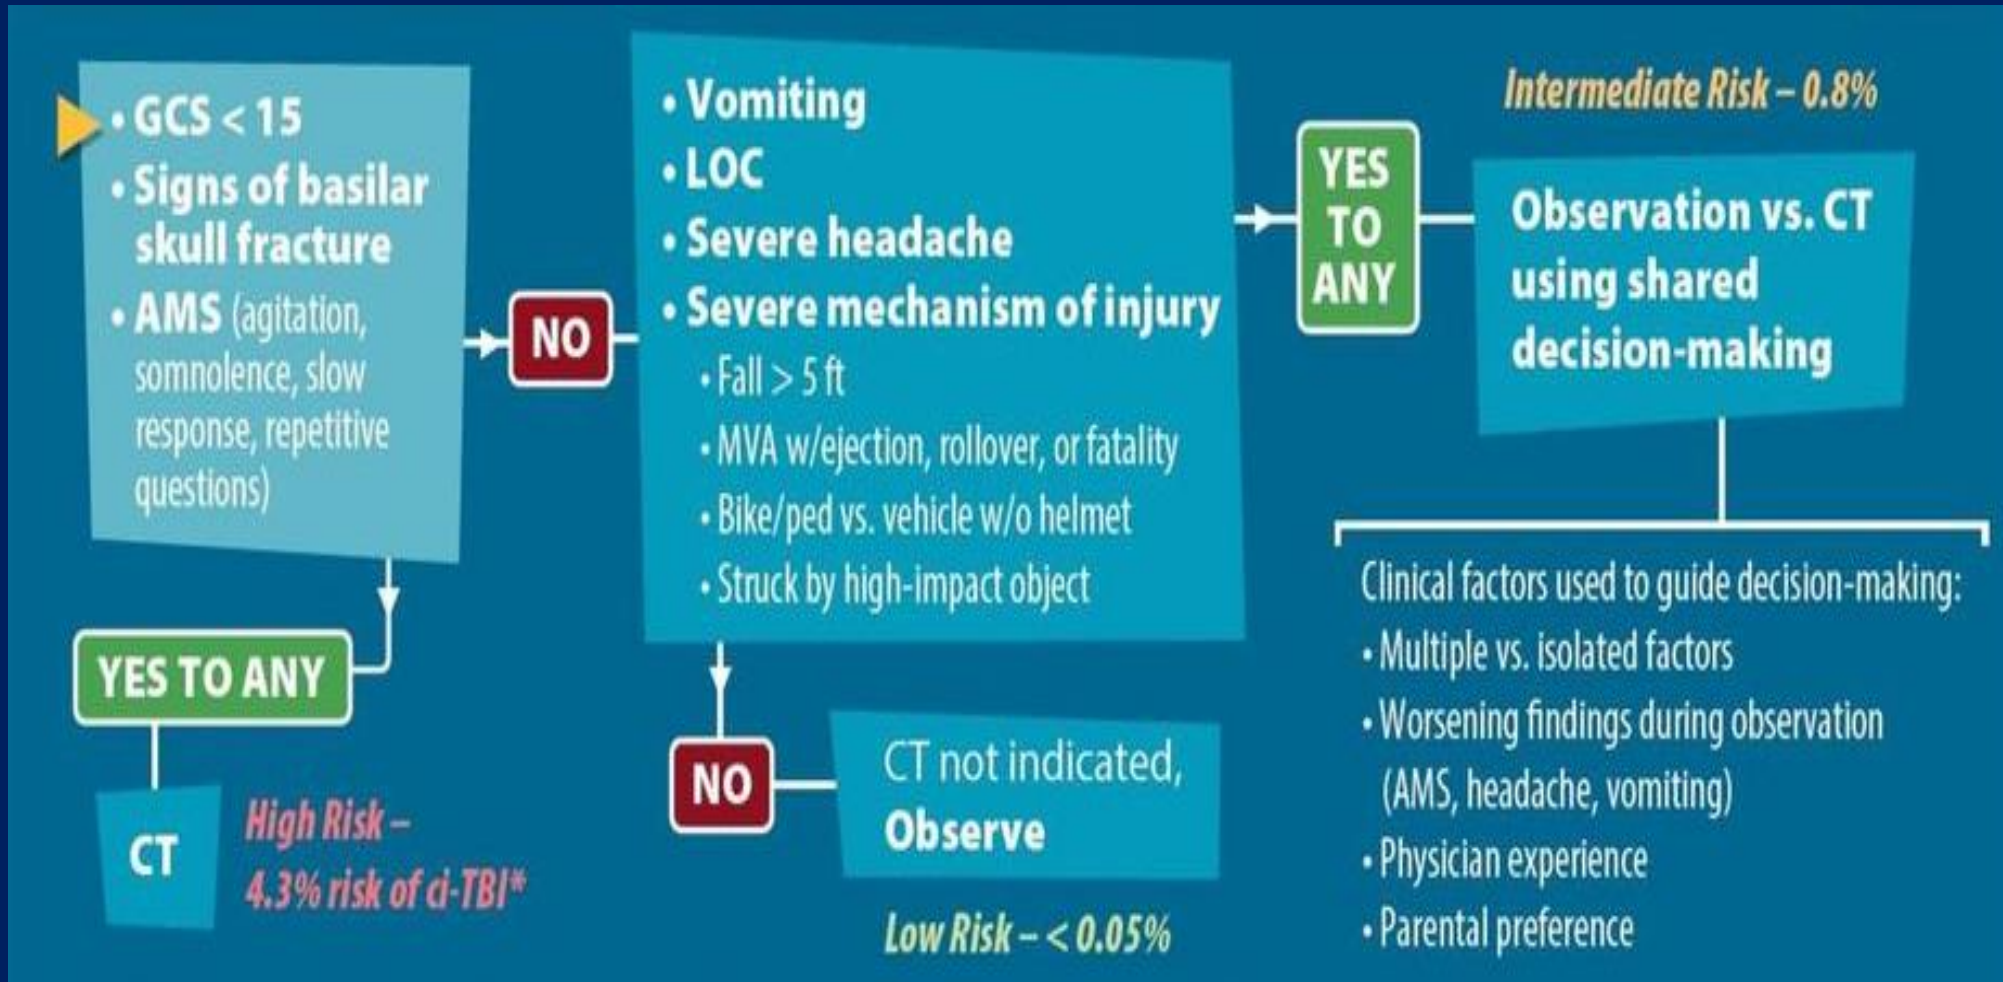 • GCS < 15
• Signs of basilar
skull fracture
• AMS (agitation,
somnolence, slow
response, repetitive
questions)
YES TO ANY
CT
High Risk –
4.3% risk of ci-TBI*
NO
• Vomiting
• LOC
• Severe headache
• Severe mechanism of injury
• Fall > 5 ft
• MVA w/ejection, rollover, or fatality
• Bike/ped vs. vehicle w/o helmet
• Struck by high-impact object
NO
CT not indicated,
Observe
Low Risk – < 0.05%
YES
TO
ANY
Intermediate Risk – 0.8%
Observation vs. CT
using shared
decision-making
Clinical factors used to guide decision-making:
• Multiple vs. isolated factors
• Worsening findings during observation
(AMS, headache, vomiting)
• Physician experience
• Parental preference